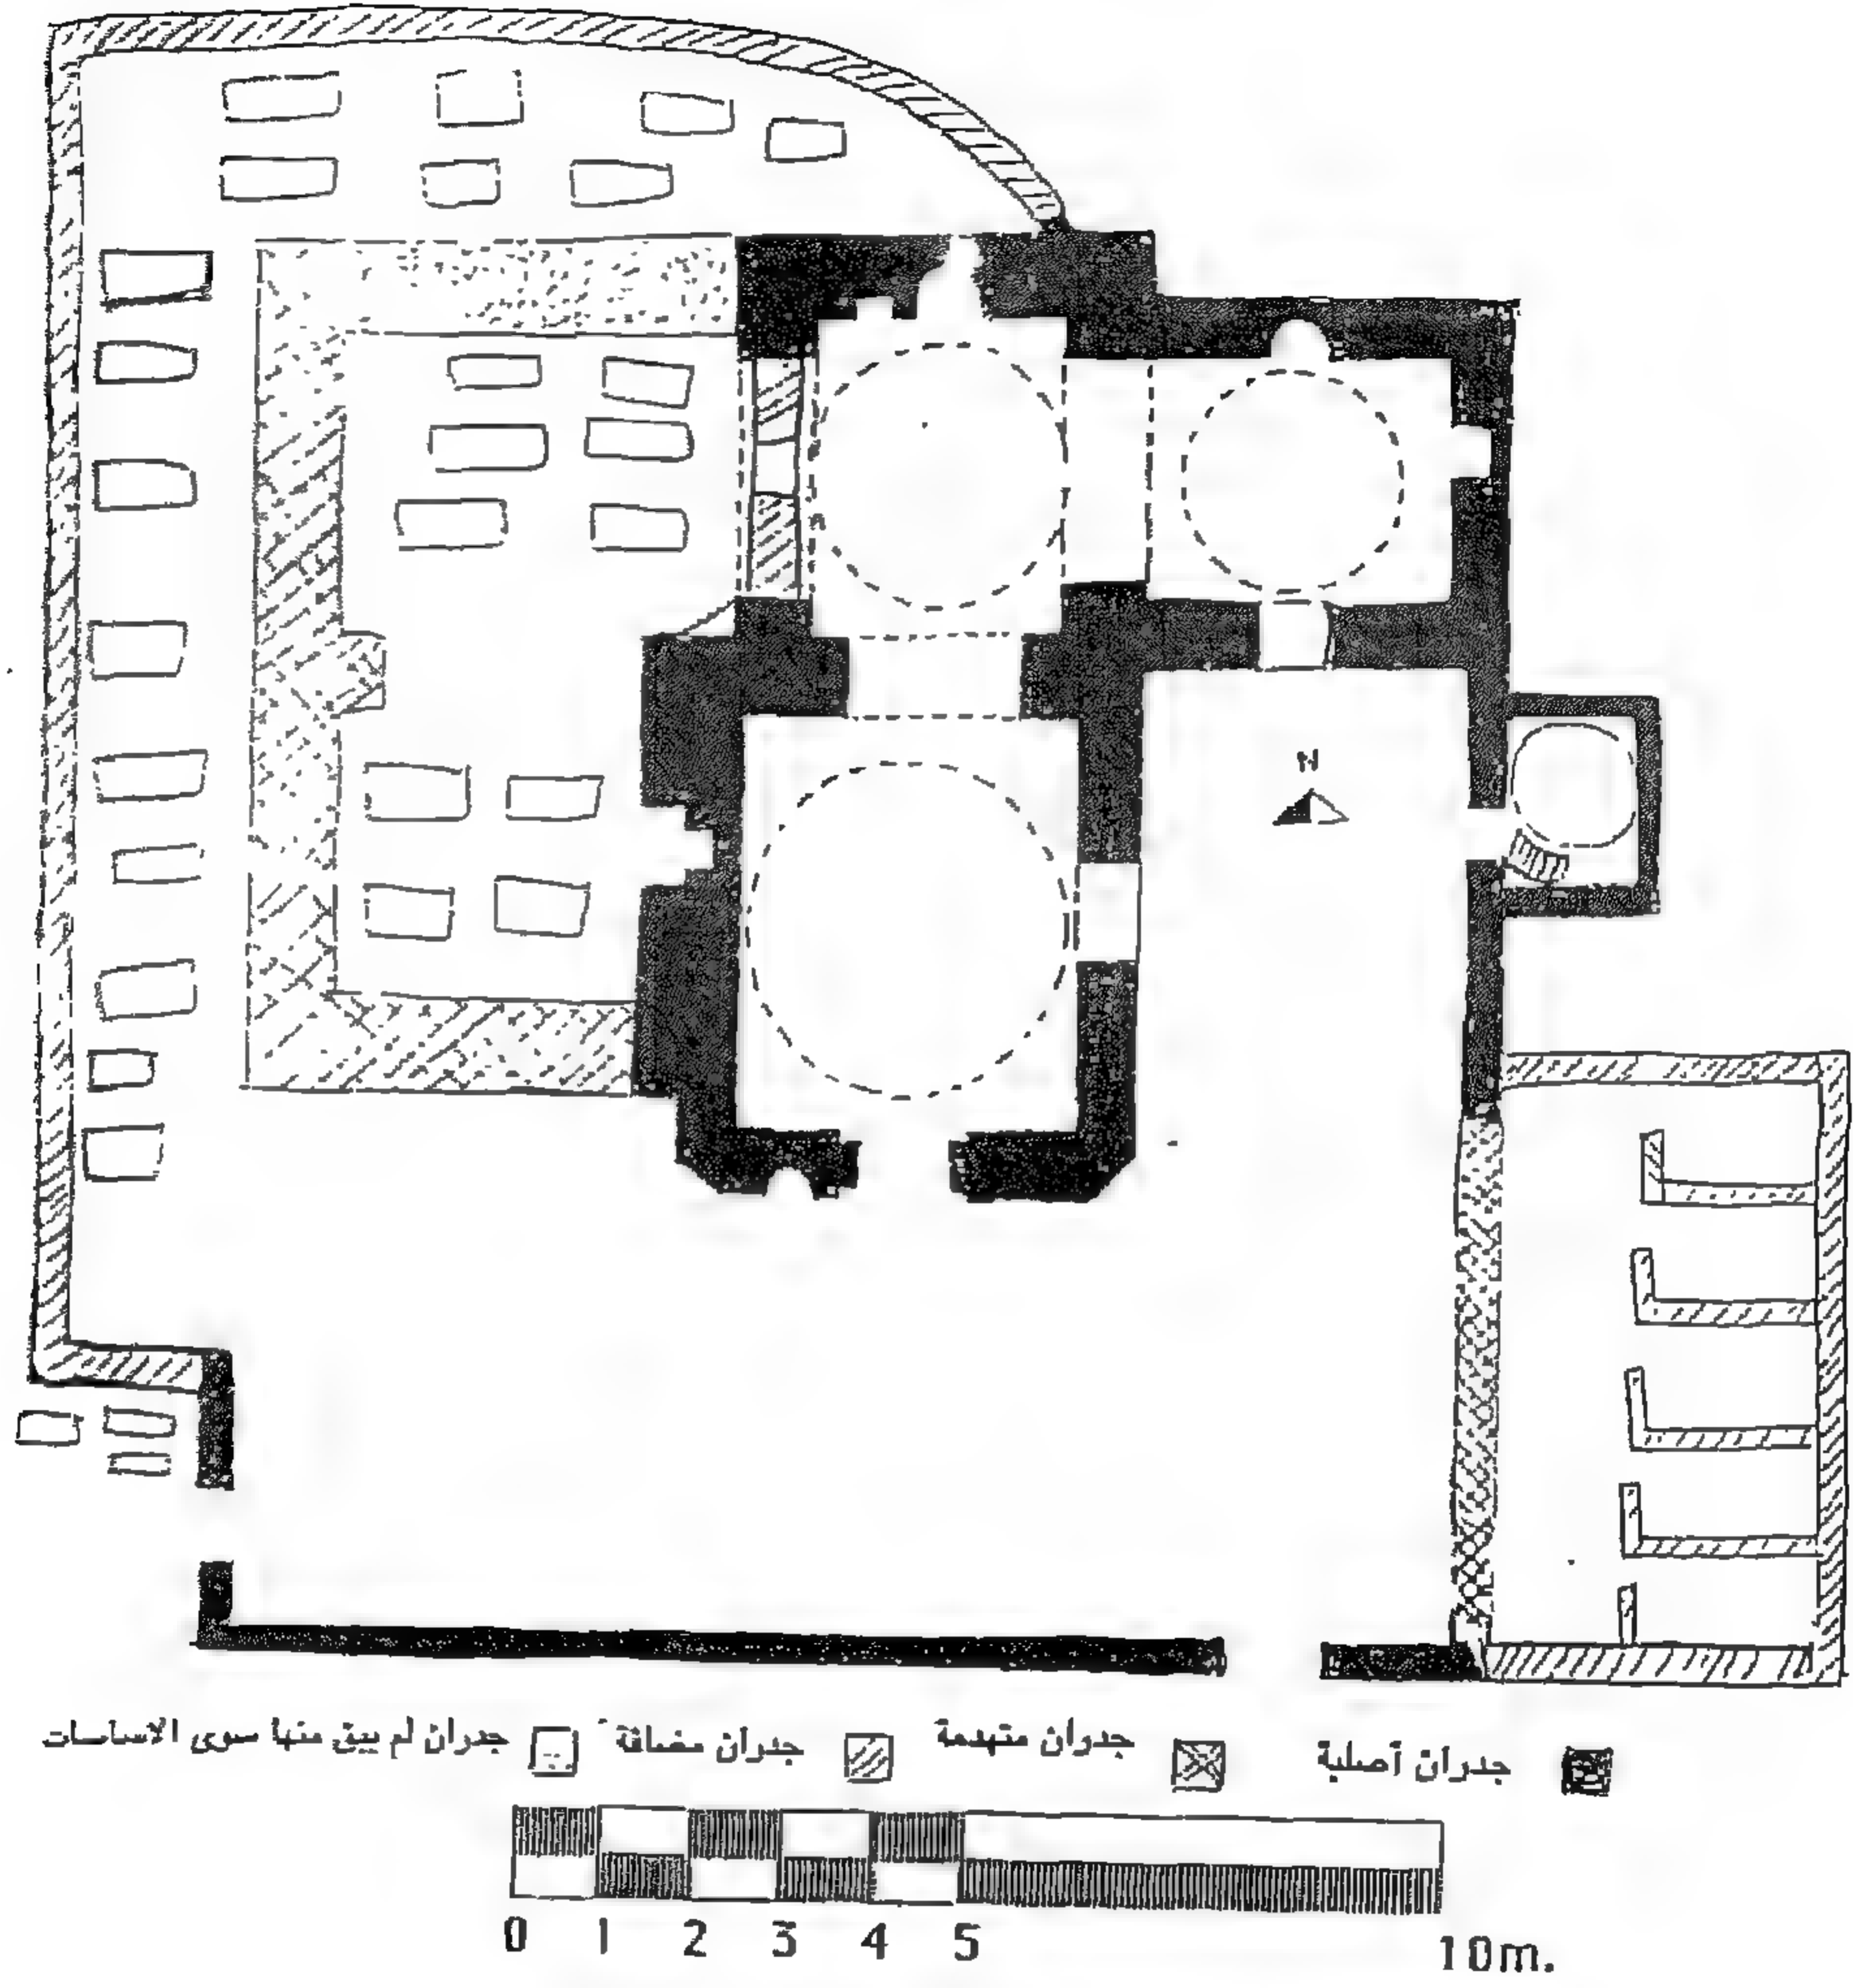 N
جدران أصلية
جدران متهدمة
جدران مضافة
جدران لم يبق منها سوى الاساسات
0 1 2 3 4 5 10m.